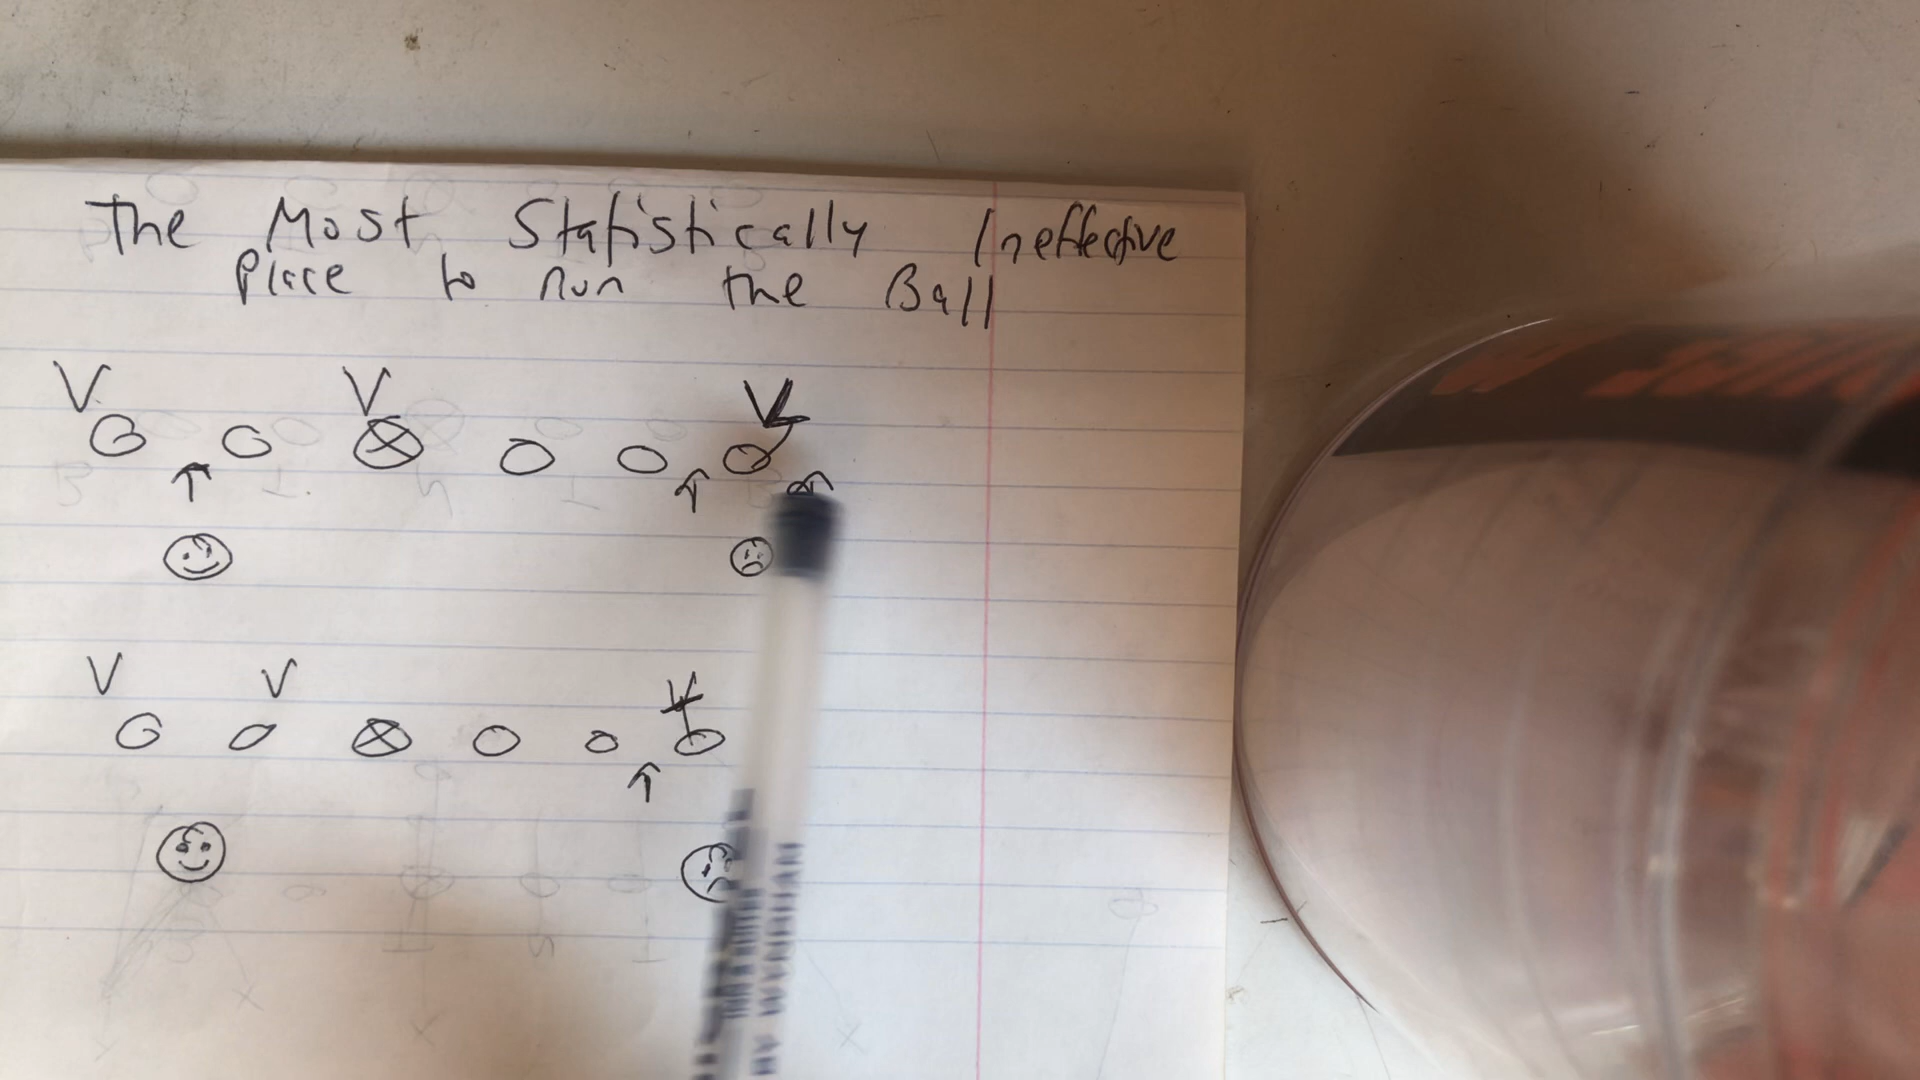 The Most Statistically Ineffective
Place to run the Ball
V V V
V V V